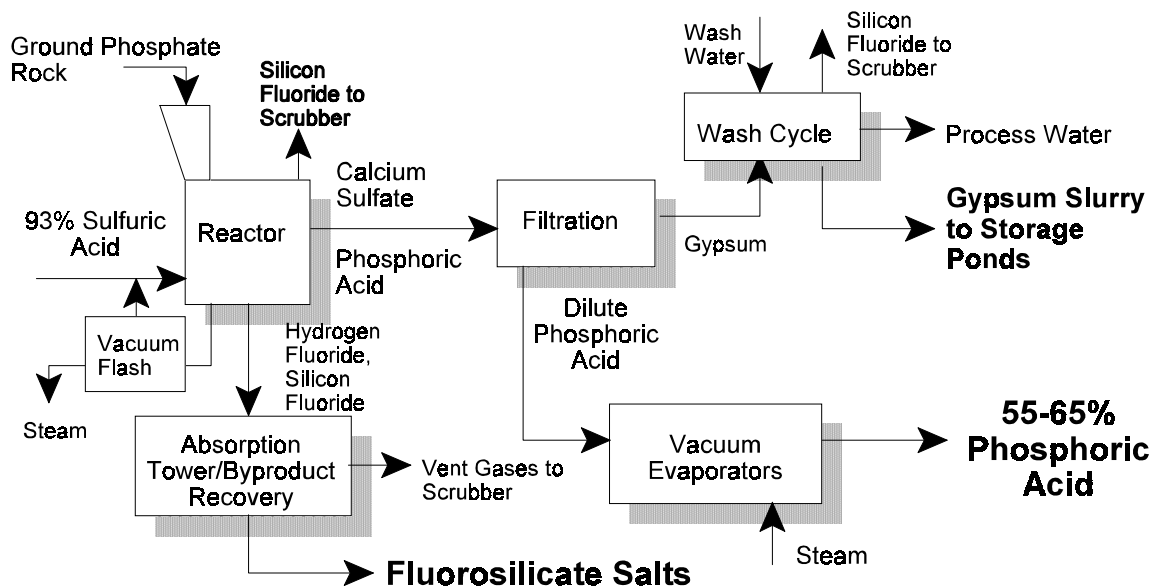 Ground Phosphate
Rock
Silicon
Fluoride to
Scrubber
93% Sulfuric
Acid
Reactor
Calcium
Sulfate
Phosphoric
Acid
Vacuum
Flash
Steam
Hydrogen
Fluoride,
Silicon
Fluoride
Absorption
Tower/Byproduct
Recovery
Vent Gases to
Scrubber
Fluorosilicate Salts
Filtration
Gypsum
Dilute
Phosphoric
Acid
Wash
Water
Silicon
Fluoride to
Scrubber
Wash Cycle
Process Water
Gypsum Slurry
to Storage
Ponds
Vacuum
Evaporators
Steam
55-65%
Phosphoric
Acid